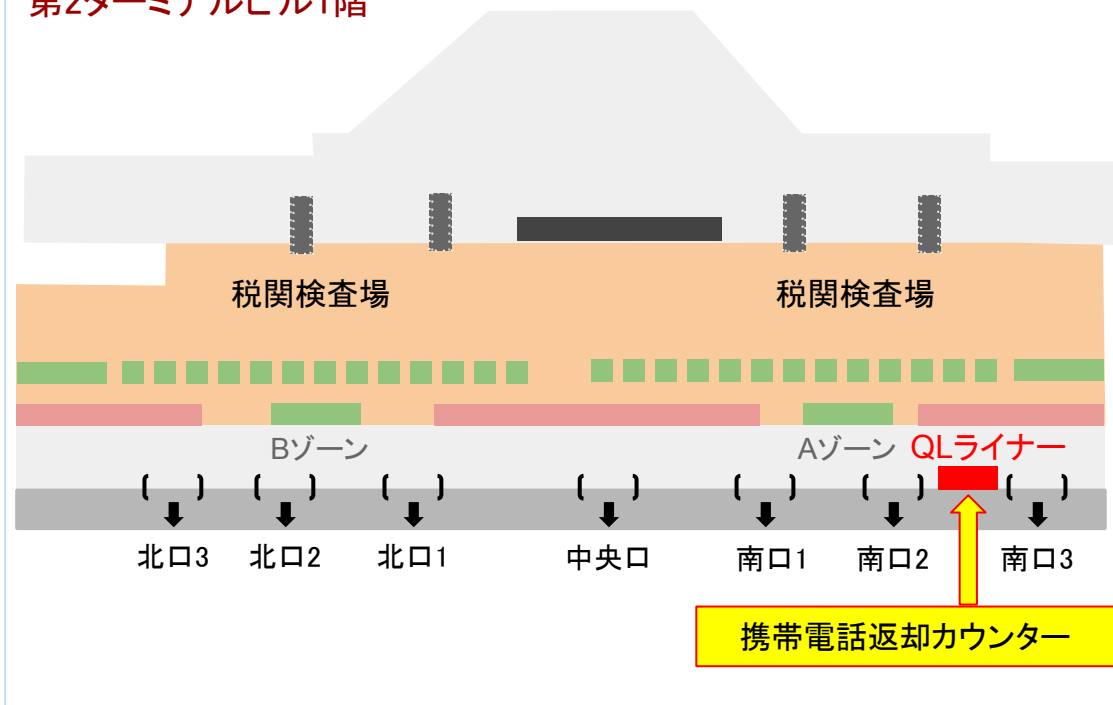 第2ターミナルビル1階
税関検査場 税関検査場
Bゾーン Aゾーン QLライナー
北口3 北口2 北口1 中央口 南口1 南口2 南口3
携帯電話返却カウンター